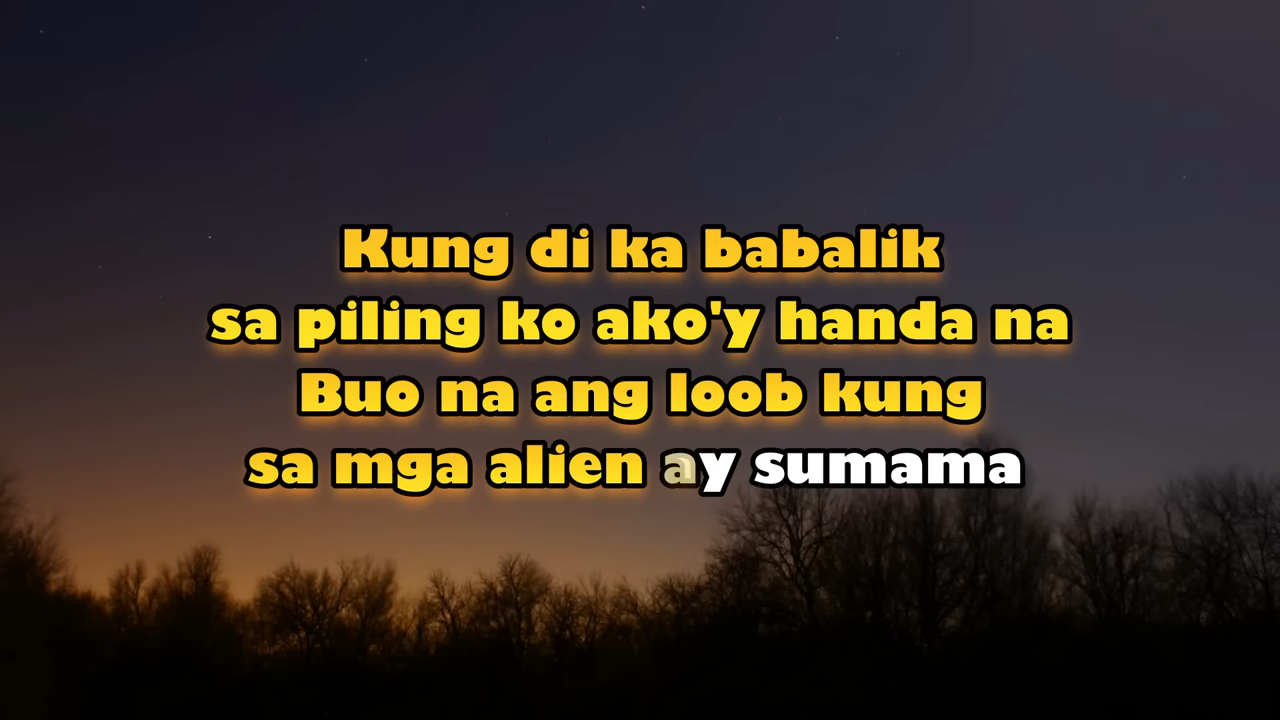 Kung di ka babalik
sa piling ko ako'y handa na
Buo na ang loob kung
sa mga alien ay sumama